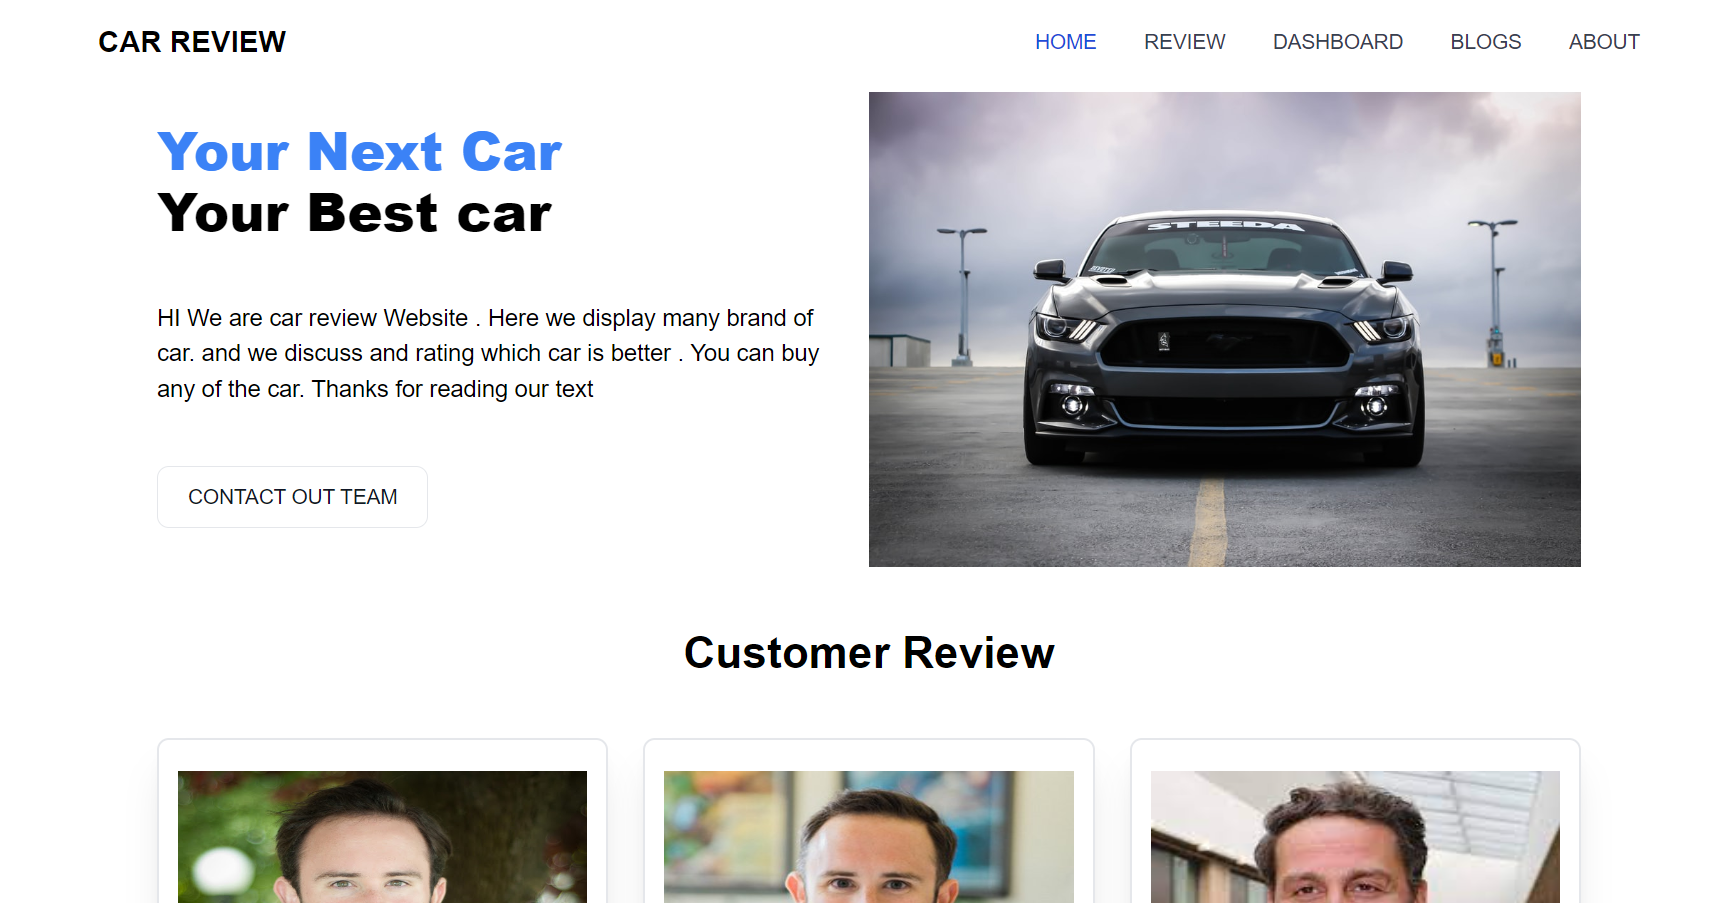 CAR REVIEW
HOME REVIEW DASHBOARD BLOGS ABOUT
Your Next Car
Your Best car
HI We are car review Website . Here we display many brand of
car. and we discuss and rating which car is better . You can buy
any of the car. Thanks for reading our text
CONTACT OUT TEAM
STEEDA
Customer Review